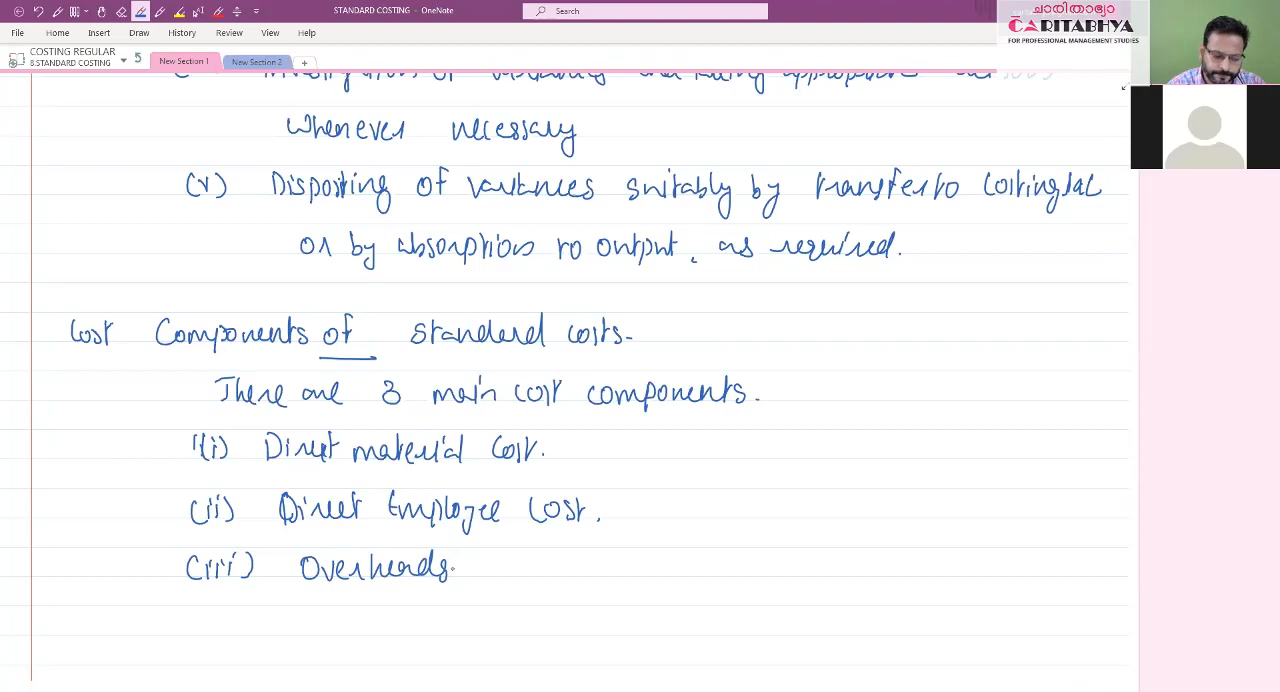 STANDARD COSTING - OneNote
Search
File Home Insert Draw History Review View Help
ചാരിതാഭ്യാ
CARITABHYA
FOR PROFESSIONAL MANAGEMENT STUDIES
COSTING REGULAR
8.STANDARD COSTING
New Section 1
New Section 2
Whenever necessary
(v) Disposing of variances suitably by transfer to costing
or by absorption to output, as required.
Cost Components of standard costs.
There are 3 main cost components.
(i) Direct material cost.
(ii) Direct Employee Cost.
(iii) Overheads